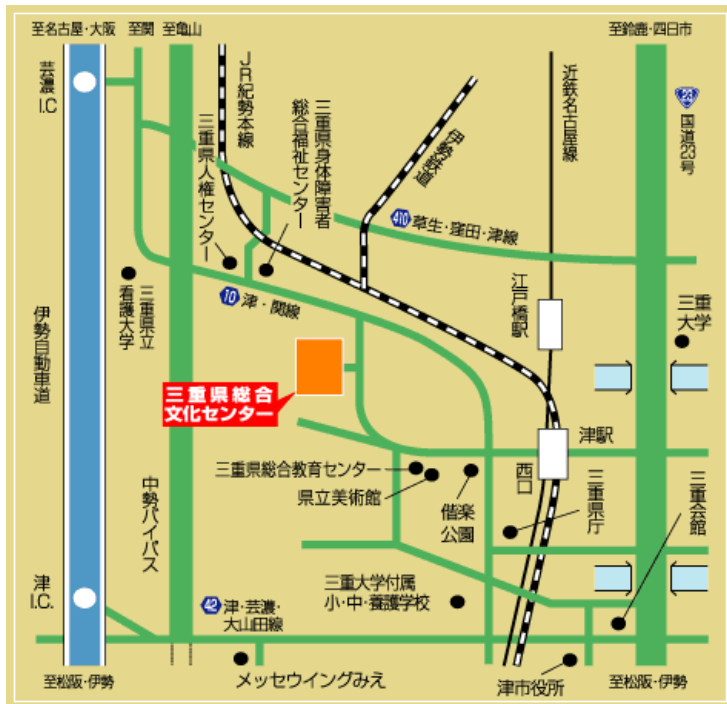 至名古屋・大阪
至関
至亀山
至鈴鹿・四日市
芸濃
I.C
JR紀勢本線
三重県身体障害者
総合福祉センター
三重県人権センター
伊勢鉄道
近鉄名古屋線
23
国道23号
410
草生・窪田・津線
10
津・関線
三重県立
看護大学
江戸橋駅
三重
大学
伊勢自動車道
三重県総合
文化センター
津駅
西口
三重県総合教育センター
県立美術館
偕楽
公園
三重県庁
三重会館
中勢バイパス
津
I.C.
42
津・芸濃・
大山田線
三重大学付属
小・中・養護学校
メッセウイングみえ
津市役所
至松阪・伊勢
至松阪・伊勢